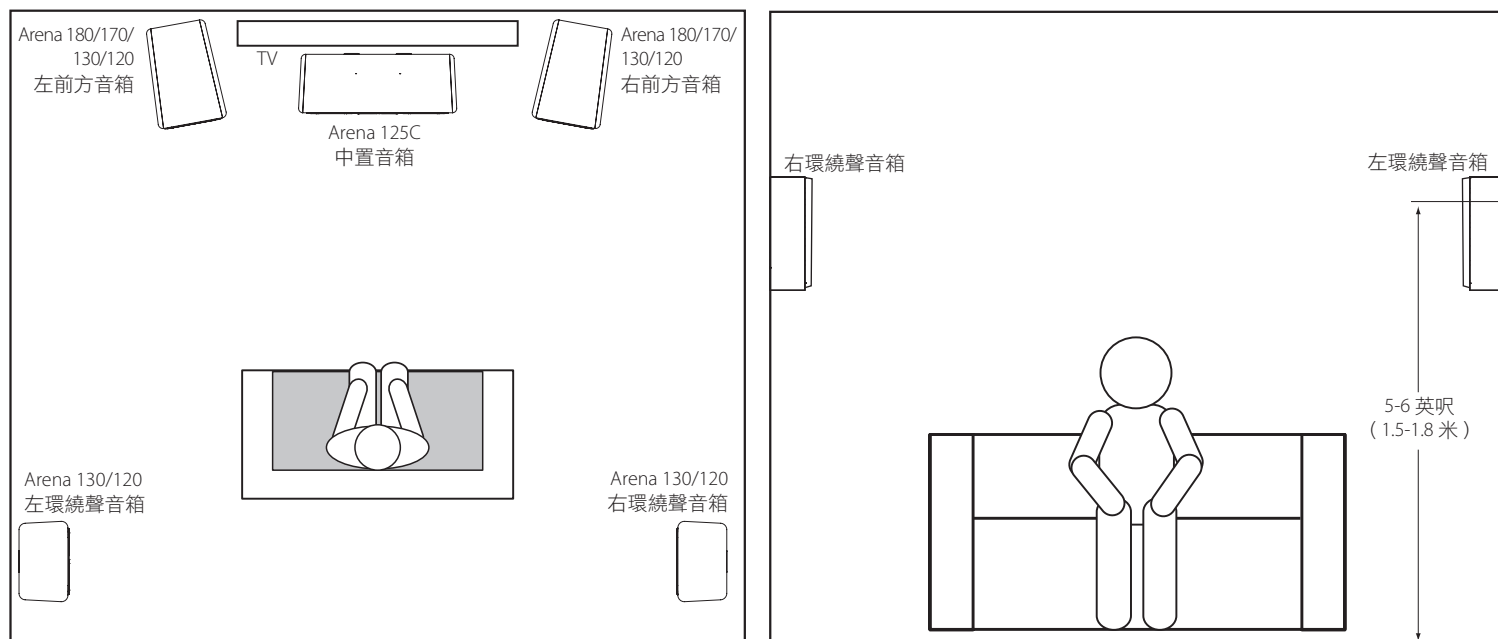 Arena 180/170/
130/120
左前方音箱
TV
Arena 180/170/
130/120
右前方音箱
Arena 125C
中置音箱
Arena 130/120
左環繞聲音箱
Arena 130/120
右環繞聲音箱
右環繞聲音箱
左環繞聲音箱
5-6 英呎
（1.5-1.8 米）